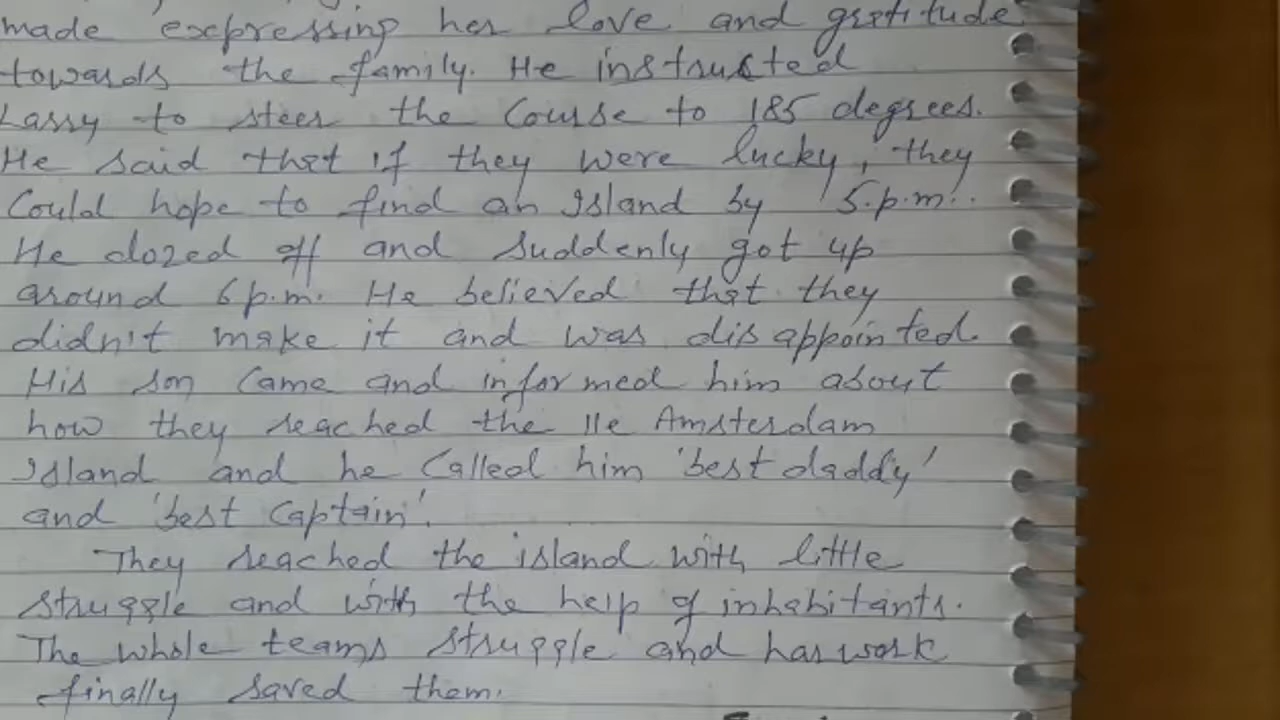 made expressing her love and gratitude
towards the family. He instructed
Larry to steer the course to 185 degrees.
He said that if they were lucky, they
could hope to find an Island by 5.p.m..
He dozed off and suddenly got up
around 6 p.m. He believed that they
didn't make it and was disappointed.
His son came and informed him about
how they reached the Ile Amsterdam
Island and he called him 'best daddy'
and 'best Captain'.
They reached the island with little
struggle and with the help of inhabitants.
The whole teams struggle and harwork
finally saved them.